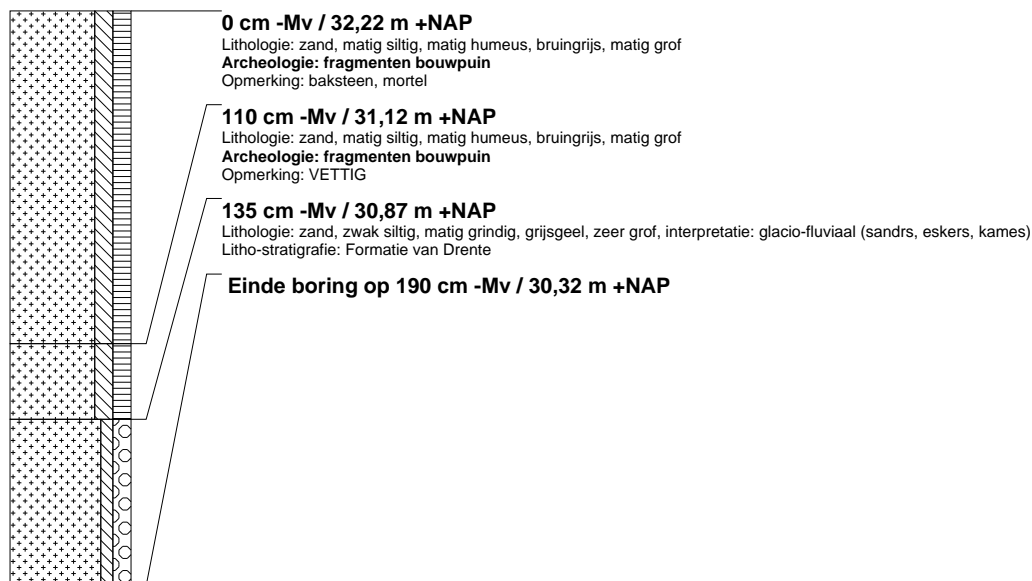 0 cm -Mv / 32,22 m +NAP
Lithologie: zand, matig siltig, matig humeus, bruingrijs, matig grof
Archeologie: fragmenten bouwpuin
Opmerking: baksteen, mortel
110 cm -Mv / 31,12 m +NAP
Lithologie: zand, matig siltig, matig humeus, bruingrijs, matig grof
Archeologie: fragmenten bouwpuin
Opmerking: VETTIG
135 cm -Mv / 30,87 m +NAP
Lithologie: zand, zwak siltig, matig grindig, grijsgeel, zeer grof, interpretatie: glacio-fluviaal (sandrs, eskers, kames)
Litho-stratigrafie: Formatie van Drente
Einde boring op 190 cm -Mv / 30,32 m +NAP